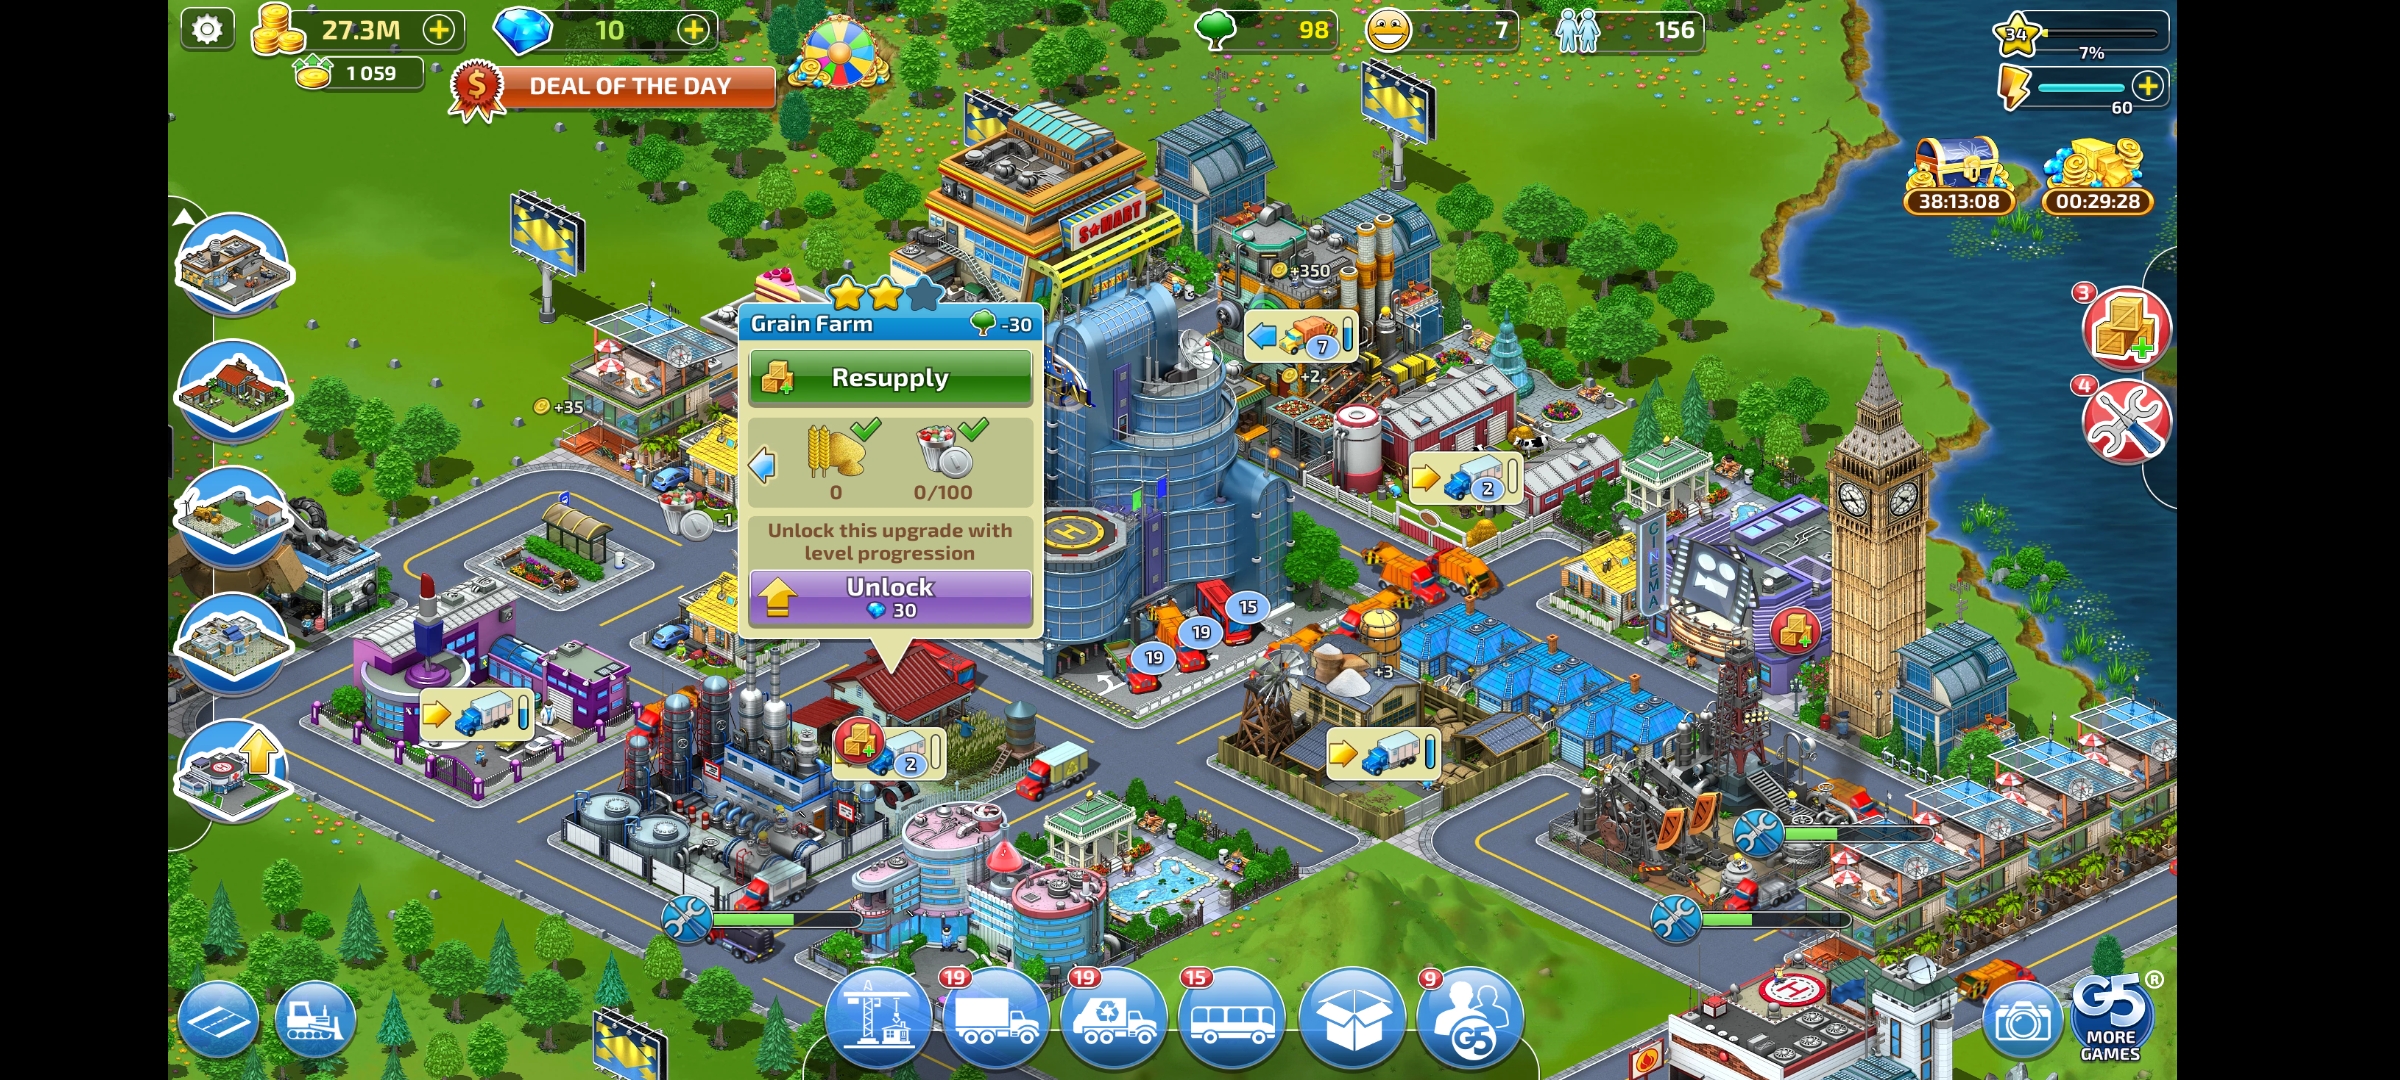 27.3M
10
98
7
156
34
7%
1 059
DEAL OF THE DAY
60
38:13:08
00:29:28
S★MART
+350
3
Grain Farm
-30
7
Resupply
+2
4
+35
0
0/100
2
-1
H
CINEMA
Unlock this upgrade with
level progression
Unlock
30
15
19
19
+3
2
19
19
15
9
A
G5
H
G5®
MORE
GAMES